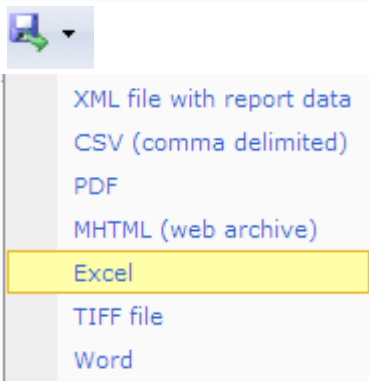 XML file with report data
CSV (comma delimited)
PDF
MHTML (web archive)
Excel
TIFF file
Word